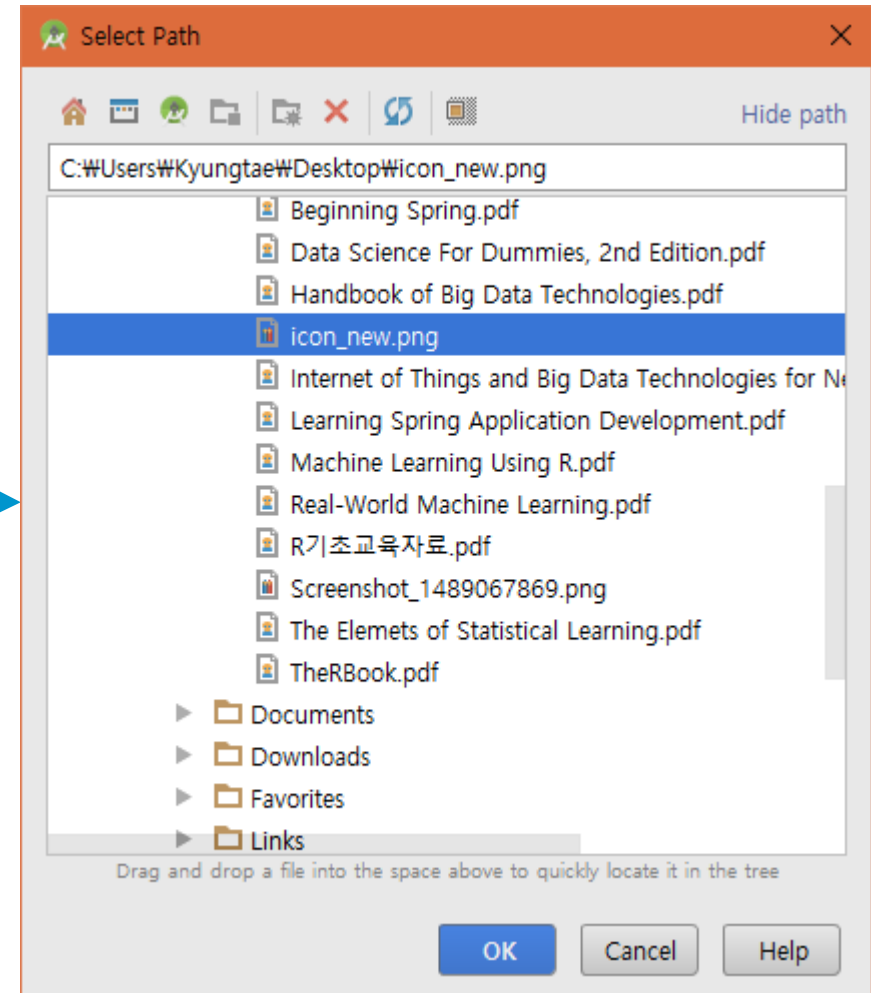 Select Path
Hide path
C:₩Users₩Kyungtae₩Desktop₩icon_new.png
Beginning Spring.pdf
Data Science For Dummies, 2nd Edition.pdf
Handbook of Big Data Technologies.pdf
icon_new.png
Internet of Things and Big Data Technologies for
Learning Spring Application Development.pdf
Machine Learning Using R.pdf
Real-World Machine Learning.pdf
R기초교육자료.pdf
Screenshot_1489067869.png
The Elemets of Statistical Learning.pdf
TheRBook.pdf
Documents
Downloads
Favorites
Links
Drag and drop a file into the space above to quickly locate it in the tree
OK Cancel Help